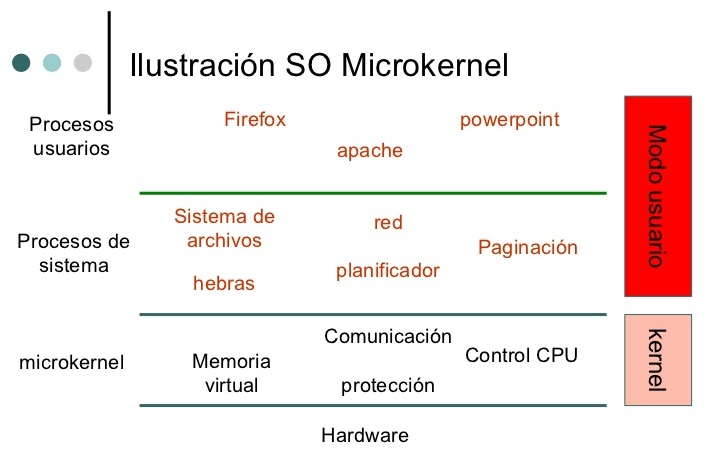 Ilustración SO Microkernel
Procesos
usuarios
Firefox
powerpoint
apache
Modo usuario
Procesos de
sistema
Sistema de
archivos
red
Paginación
hebras
planificador
microkernel
Comunicación
Control CPU
Memoria
virtual
protección
kernel
Hardware